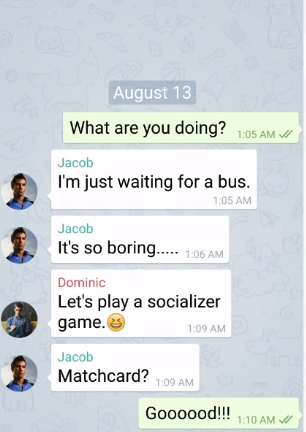 August 13
What are you doing? 1:05 AM
Jacob
I'm just waiting for a bus.
1:05 AM
Jacob
It's so boring..... 1:06 AM
Dominic
Let's play a socializer
game.😆 1:09 AM
Jacob
Matchcard? 1:09 AM
Goooood!!! 1:10 AM